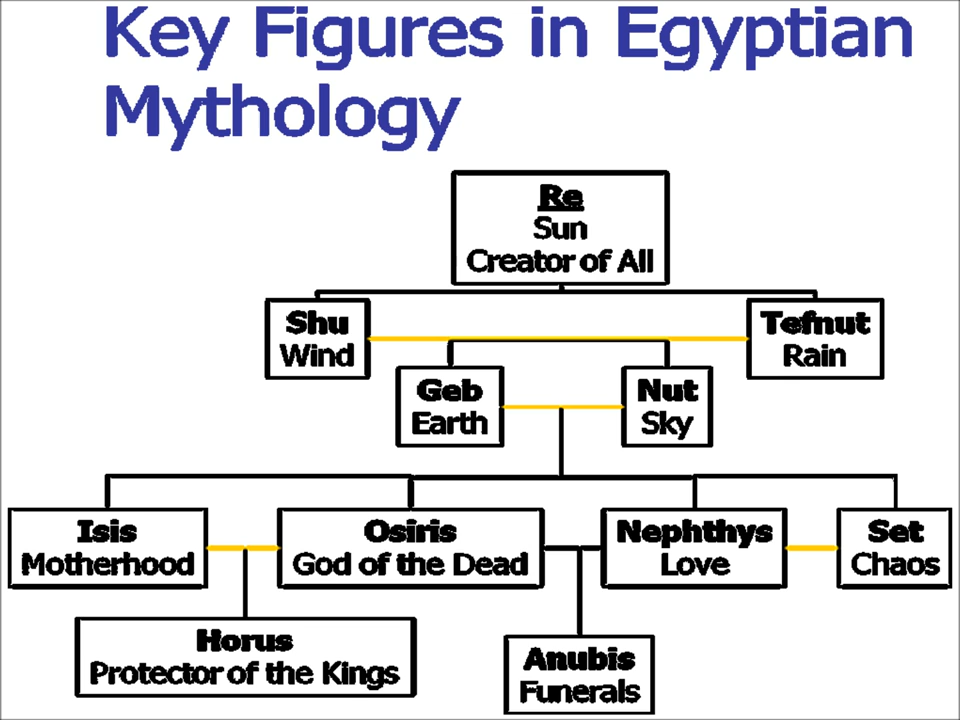 Key Figures in Egyptian
Mythology
Re
Sun
Creator of All
Shu
Wind
Tefnut
Rain
Geb
Earth
Nut
Sky
Isis
Motherhood
Osiris
God of the Dead
Nephthys
Love
Set
Chaos
Horus
Protector of the Kings
Anubis
Funerals